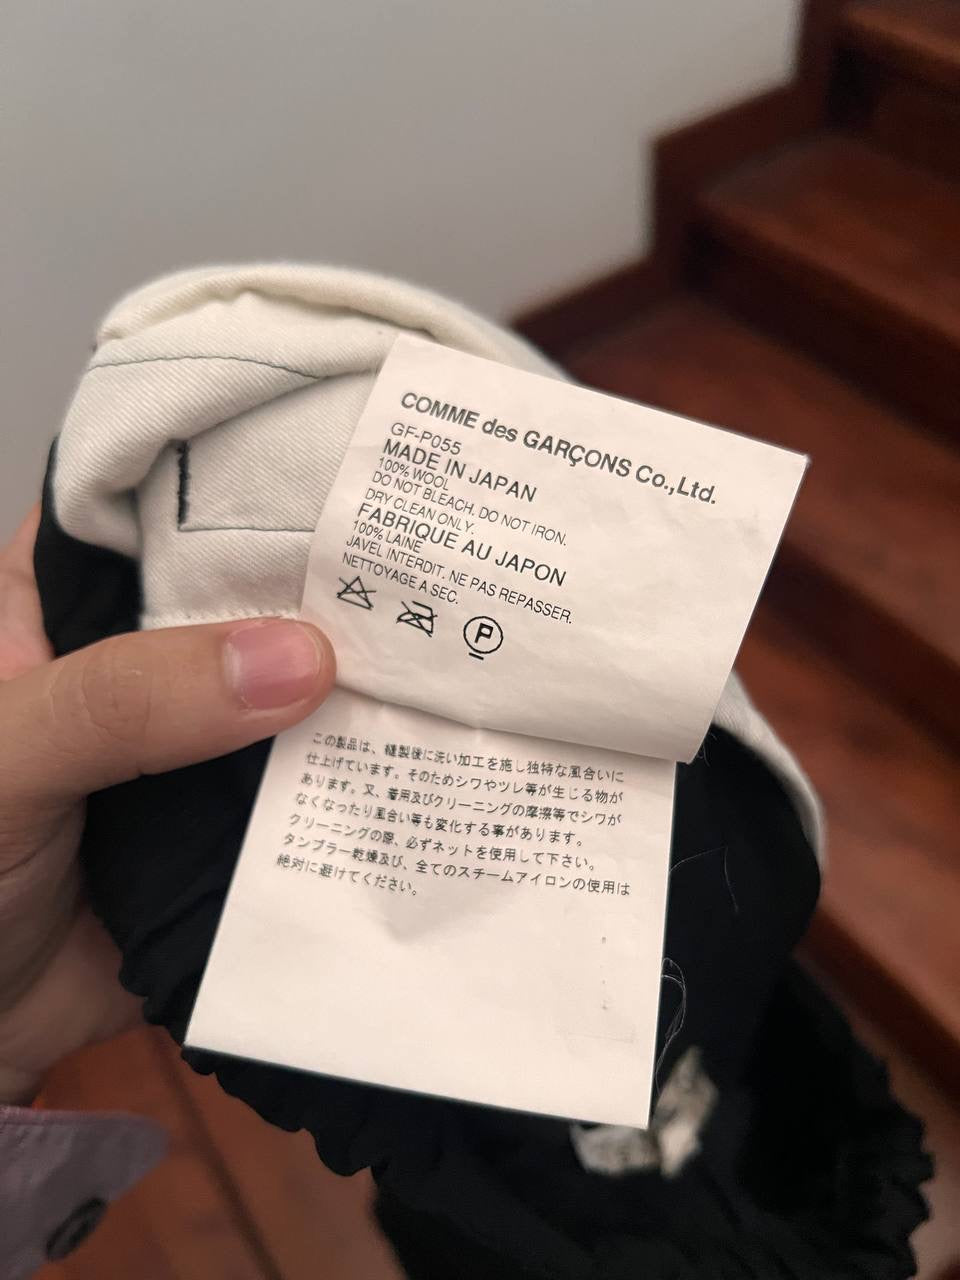 COMME des GARÇONS Co.,Ltd.
GF-P055
MADE IN JAPAN
100% WOOL
DO NOT BLEACH. DO NOT IRON.
DRY CLEAN ONLY.
FABRIQUE AU JAPON
100% LAINE
JAVEL INTERDIT. NE PAS REPASSER.
NETTOYAGE A SEC.
P
この製品は、縫製後に洗い加工を施し独特な風合いに
仕上げています。そのためシワやツレ等が生じる物が
あります。又、着用及びクリーニングの摩擦等でシワが
なくなったり風合い等も変化する事があります。
クリーニングの際、必ずネットを使用して下さい。
タンブラー乾燥及び、全てのスチームアイロンの使用は
絶対に避けてください。